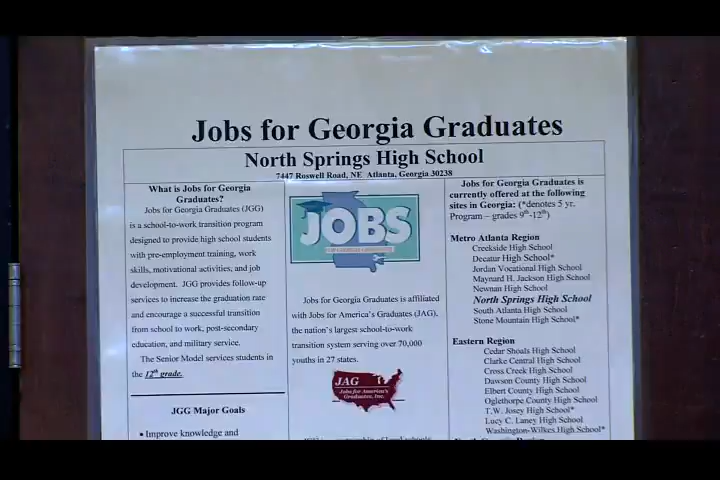 Jobs for Georgia Graduates
North Springs High School
7447 Roswell Road, NE Atlanta, Georgia 30238
What is Jobs for Georgia
Graduates?
Jobs for Georgia Graduates (JGG)
is a school-to-work transition program
designed to provide high school students
with pre-employment training, work
skills, motivational activities, and job
development. JGG provides follow-up
services to increase the graduation rate
and encourage a successful transition
from school to work, post-secondary
education, and military service.
The Senior Model services students in
the 12th grade.
JGG Major Goals
▪ Improve knowledge and
JOBS
Jobs for Georgia Graduates is affiliated
with Jobs for America's Graduates (JAG),
the nation's largest school-to-work
transition system serving over 70,000
youths in 27 states.
JAG
Jobs for America's
Graduates, Inc.
Jobs for Georgia Graduates is
currently offered at the following
sites in Georgia: (*denotes 5 yr.
Program – grades 9th-12th)
Metro Atlanta Region
Creekside High School
Decatur High School*
Jordan Vocational High School
Maynard H. Jackson High School
Newnan High School
North Springs High School
South Atlanta High School
Stone Mountain High School*
Eastern Region
Cedar Shoals High School
Clarke Central High School
Cross Creek High School
Dawson County High School
Elbert County High School
Oglethorpe County High School
T.W. Josey High School*
Lucy C. Laney High School
Washington-Wilkes High School*